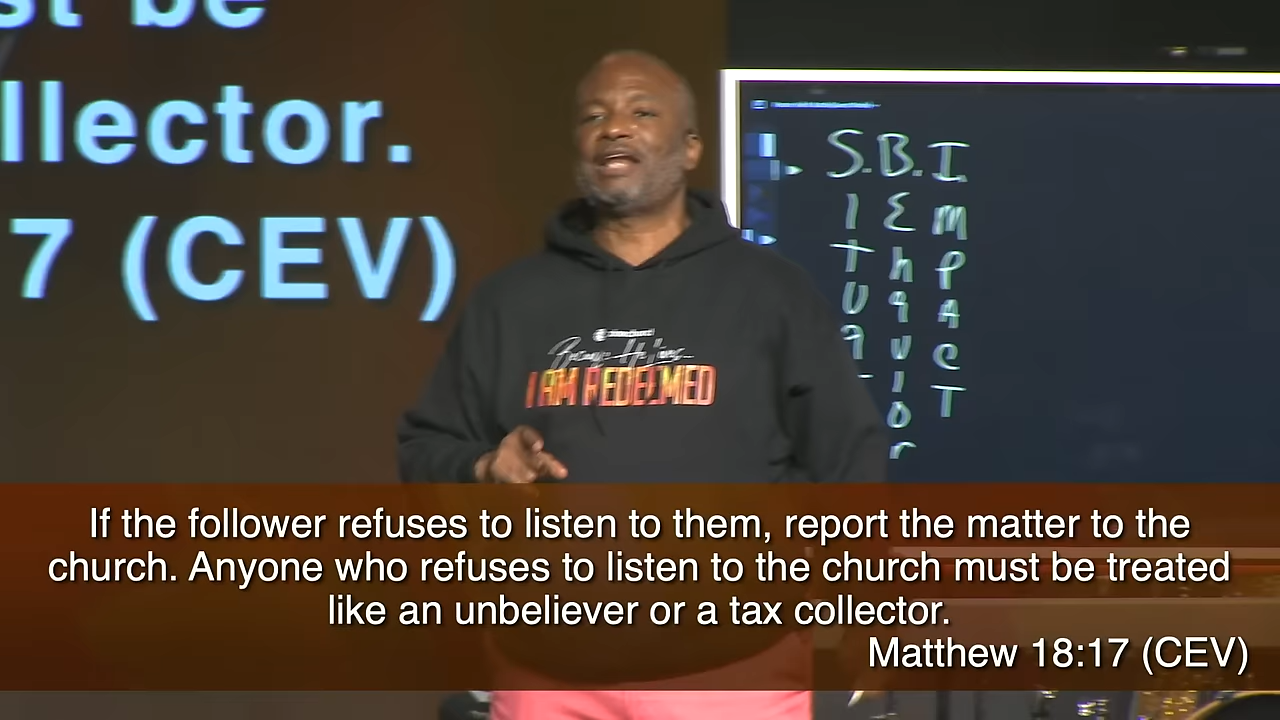 st be
llector.
7 (CEV)
S.B.I.
I E M
t h P
U a A
a v C
- I T
o
r
I AM REDEEMED
If the follower refuses to listen to them, report the matter to the
church. Anyone who refuses to listen to the church must be treated
like an unbeliever or a tax collector.
Matthew 18:17 (CEV)